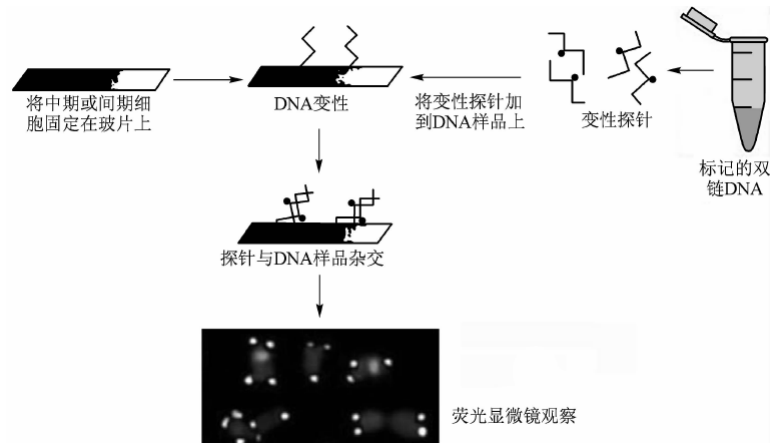 将中期或间期细
胞固定在玻片上
DNA变性
将变性探针加
到DNA样品上
变性探针
标记的双
链DNA
探针与DNA样品杂交
荧光显微镜观察